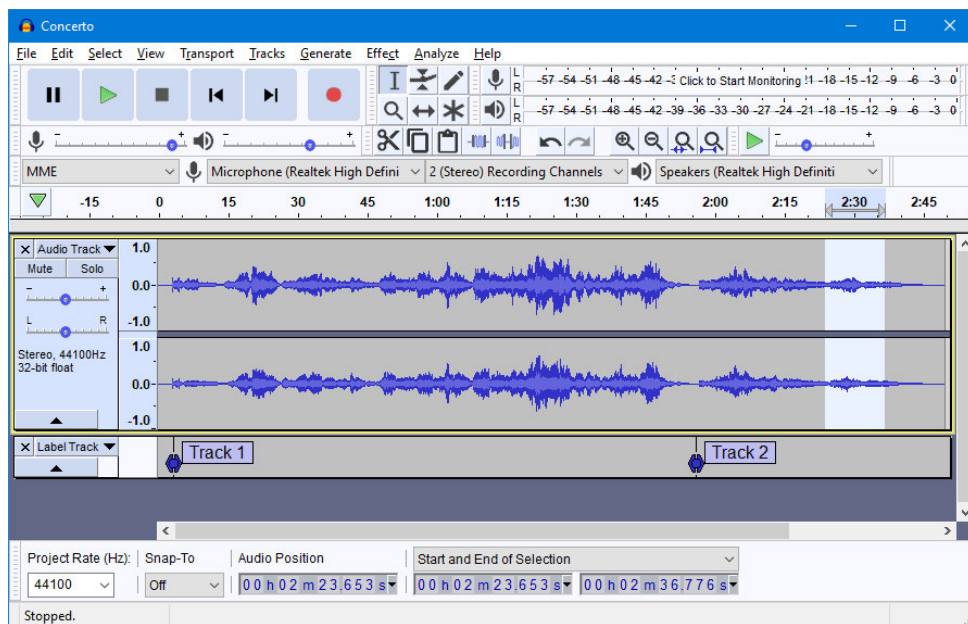 Concerto
File Edit Select View Transport Tracks Generate Effect Analyze Help
L R -57 -54 -51 -48 -45 -42 -3 Click to Start Monitoring !1 -18 -15 -12 -9 -6 -3 0
L R -57 -54 -51 -48 -45 -42 -39 -36 -33 -30 -27 -24 -21 -18 -15 -12 -9 -6 -3 0
- + - + - +
MME Microphone (Realtek High Defini 2 (Stereo) Recording Channels Speakers (Realtek High Definiti
-15 0 15 30 45 1:00 1:15 1:30 1:45 2:00 2:15 2:30 2:45
X Audio Track 1.0
Mute Solo
- + 0.0-
L R -1.0
Stereo, 44100Hz 1.0
32-bit float
0.0-
-1.0
X Label Track Track 1 Track 2
Project Rate (Hz): Snap-To Audio Position Start and End of Selection
44100 Off 00 h 02 m 23.653 s 00 h 02 m 23.653 s 00 h 02 m 36.776 s
Stopped.